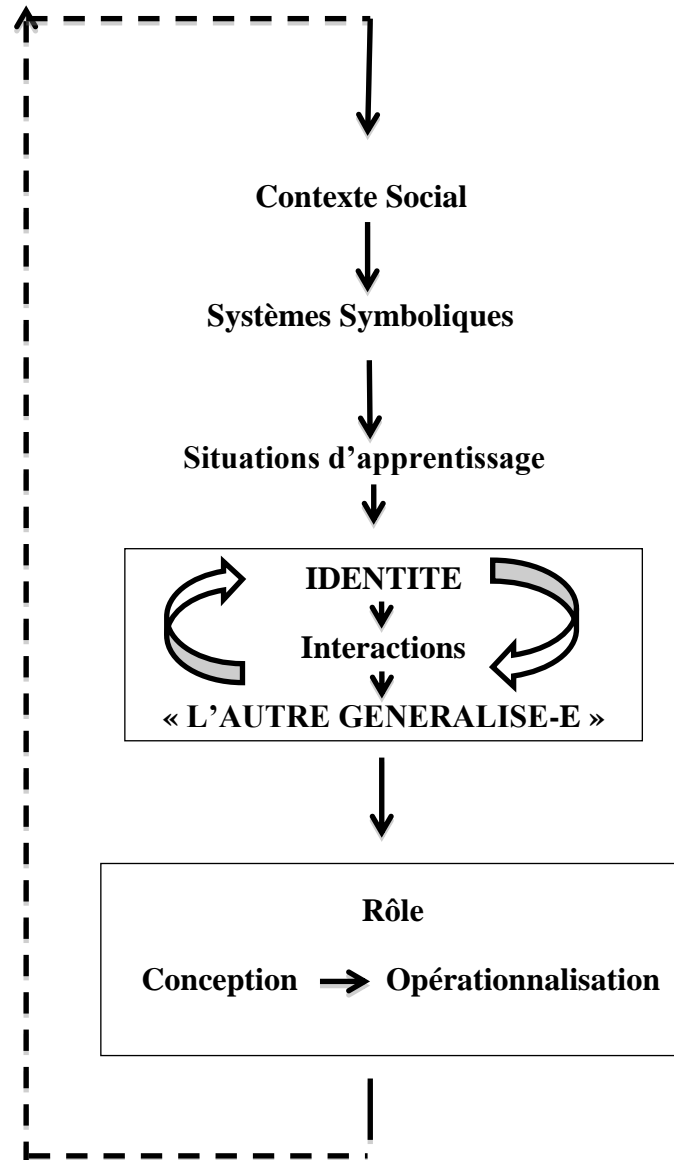 Contexte Social
Systèmes Symboliques
Situations d’apprentissage
IDENTITE
Interactions
« L’AUTRE GENERALISE-E »
Rôle
Conception Opérationnalisation